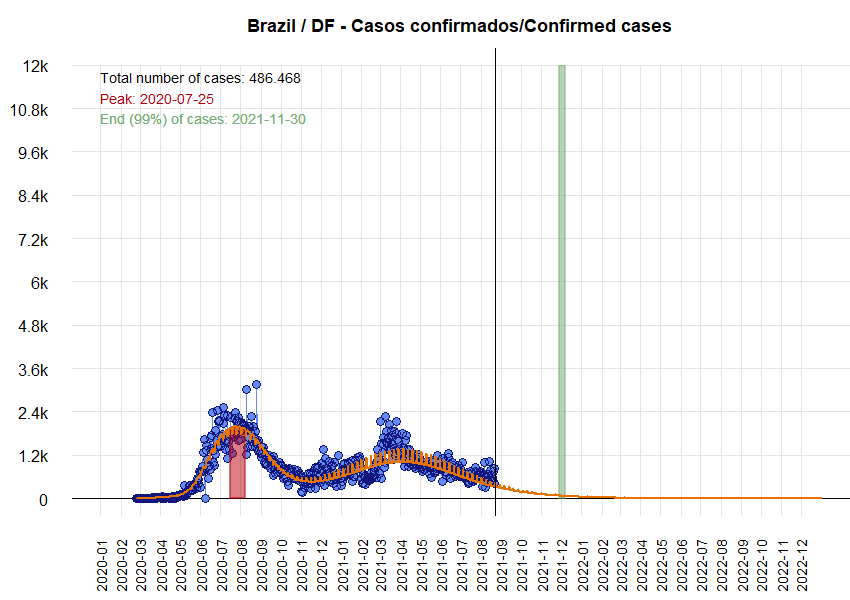 Brazil / DF - Casos confirmados/Confirmed cases
12k
10.8k
9.6k
8.4k
7.2k
6k
4.8k
3.6k
2.4k
1.2k
0
Total number of cases: 486.468
Peak: 2020-07-25
End (99%) of cases: 2021-11-30
2020-01
2020-02
2020-03
2020-04
2020-05
2020-06
2020-07
2020-08
2020-09
2020-10
2020-11
2020-12
2021-01
2021-02
2021-03
2021-04
2021-05
2021-06
2021-07
2021-08
2021-09
2021-10
2021-11
2021-12
2022-01
2022-02
2022-03
2022-04
2022-05
2022-06
2022-07
2022-08
2022-09
2022-10
2022-11
2022-12